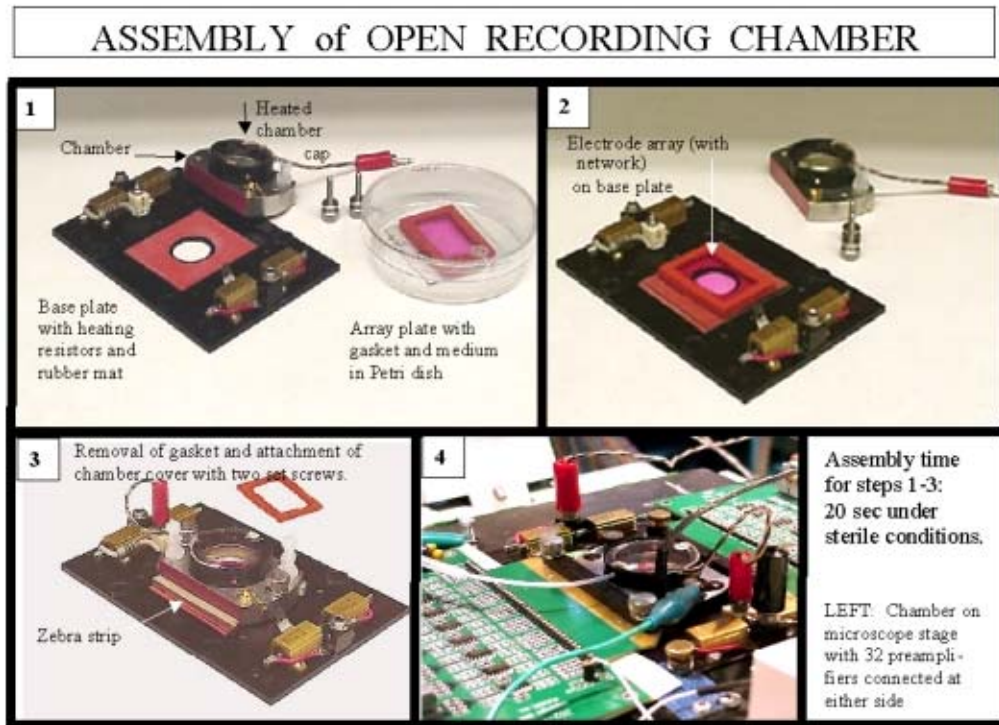 ASSEMBLY of OPEN RECORDING CHAMBER
1
Heated
chamber
cap
Chamber
Base plate
with heating
resistors and
rubber mat
Array plate with
gasket and medium
in Petri dish
2
Electrode array (with
network)
on base plate
3
Removal of gasket and attachment of
chamber cover with two set screws.
Zebra strip
4
Assembly time
for steps 1-3:
20 sec under
sterile conditions.
LEFT: Chamber on
microscope stage
with 32 preampli-
fiers connected at
either side